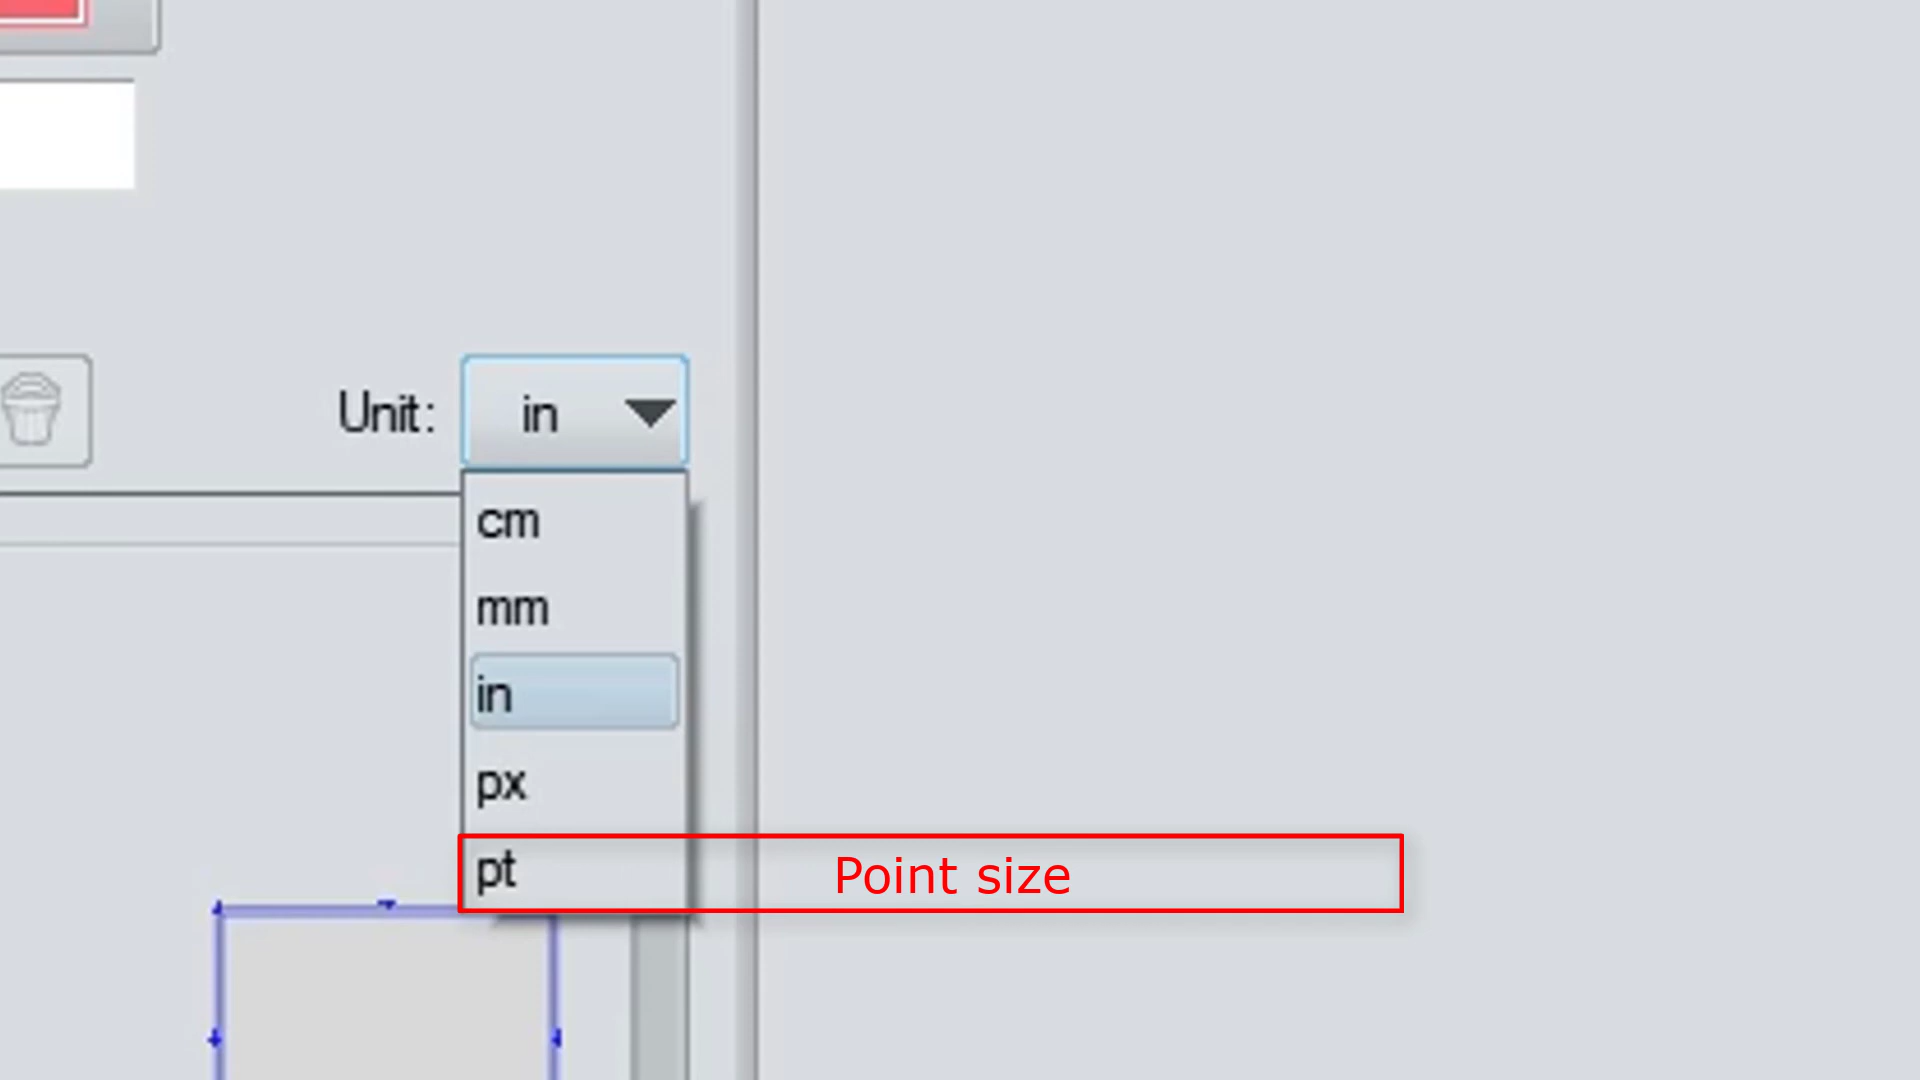 Unit: in
cm
mm
in
px
pt Point size